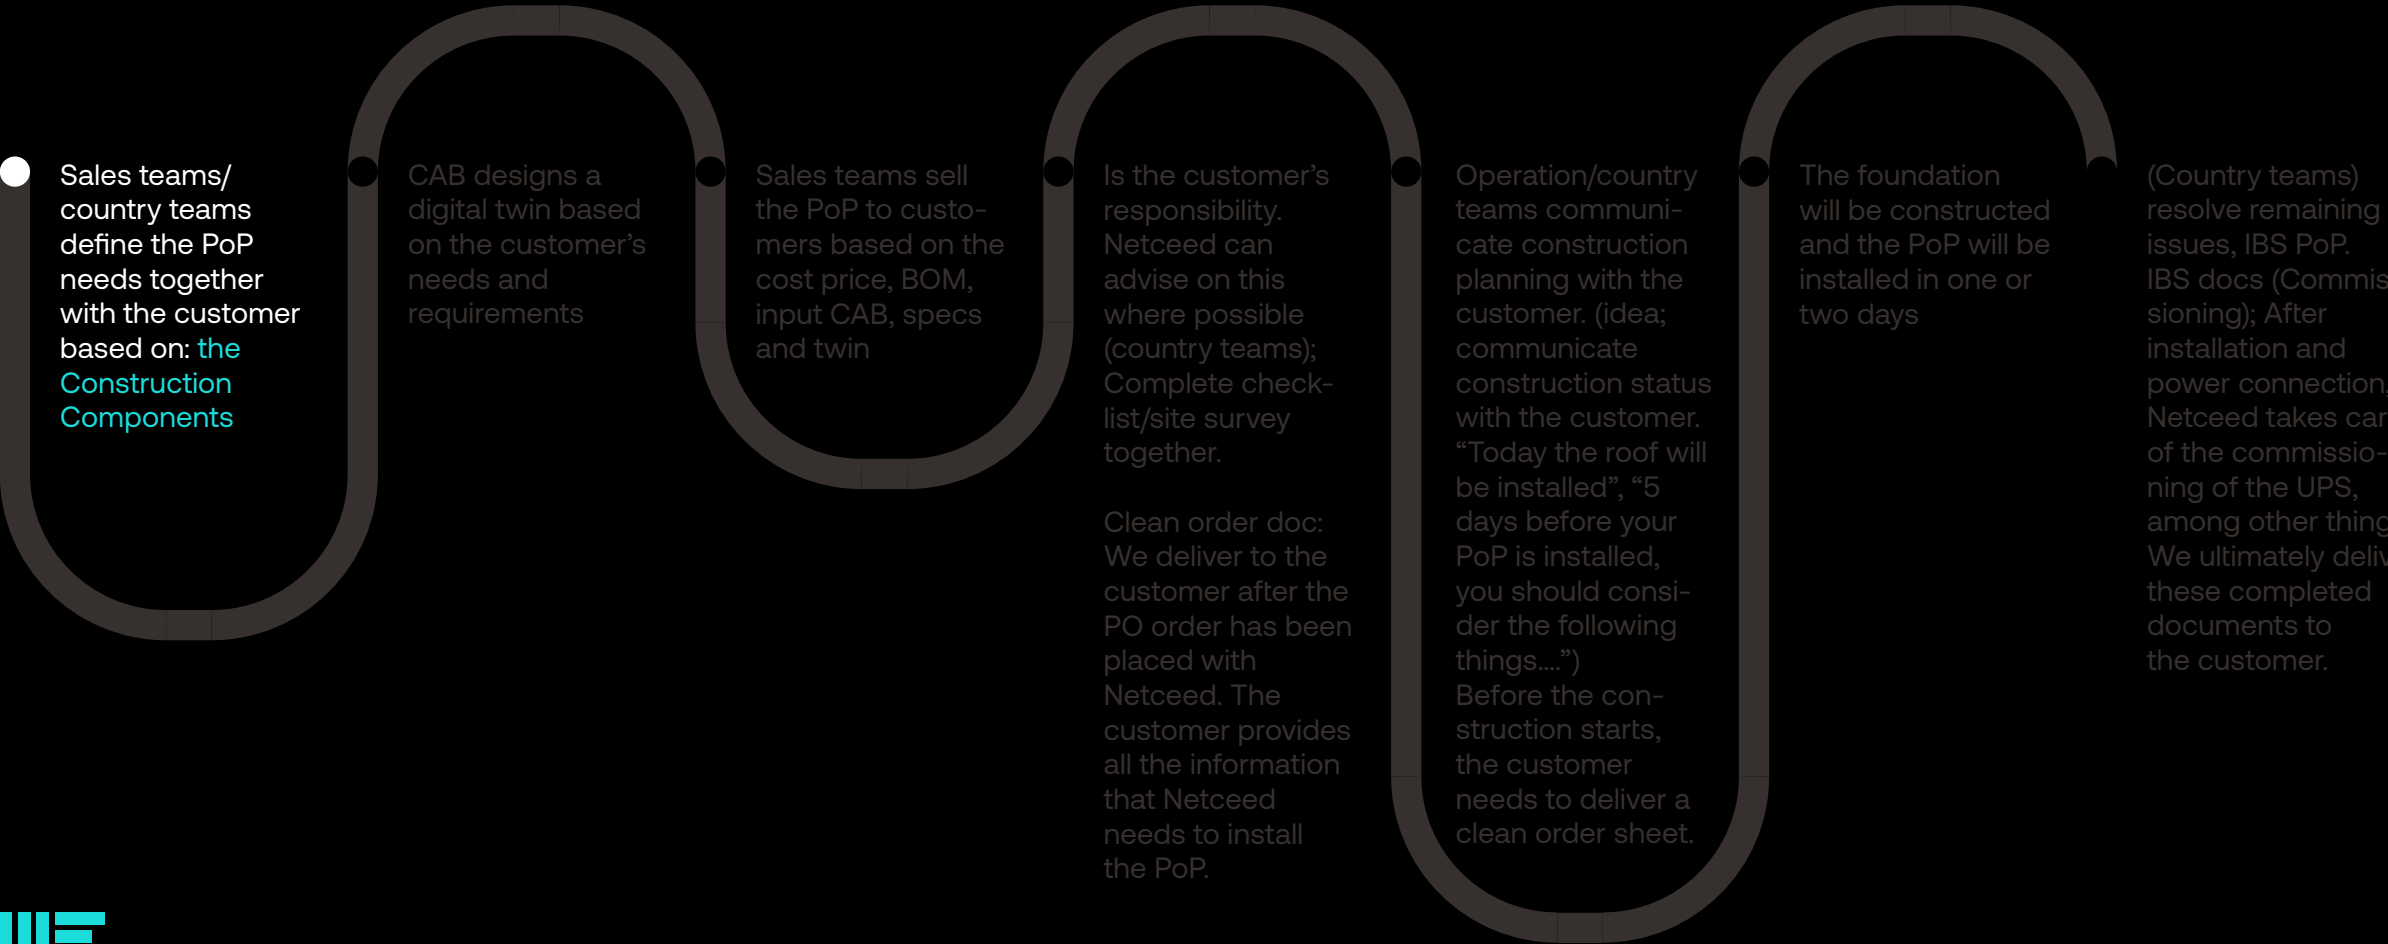 Sales teams/
country teams
define the PoP
needs together
with the customer
based on: the
Construction
Components
CAB designs a
digital twin based
on the customer’s
needs and
requirements
Sales teams sell
the PoP to custo-
mers based on the
cost price, BOM,
input CAB, specs
and twin
Is the customer’s
responsibility.
Netceed can
advise on this
where possible
(country teams);
Complete check-
list/site survey
together.
Clean order doc:
We deliver to the
customer after the
PO order has been
placed with
Netceed. The
customer provides
all the information
that Netceed
needs to install
the PoP.
Operation/country
teams communi-
cate construction
planning with the
customer. (idea;
communicate
construction status
with the customer.
“Today the roof will
be installed”, “5
days before your
PoP is installed,
you should consi-
der the following
things....”)
Before the con-
struction starts,
the customer
needs to deliver a
clean order sheet.
The foundation
will be constructed
and the PoP will be
installed in one or
two days
(Country teams)
resolve remaining
issues, IBS PoP.
IBS docs (Commis
sioning); After
installation and
power connection,
Netceed takes car
of the commissio-
ning of the UPS,
among other thing
We ultimately deliv
these completed
documents to
the customer.